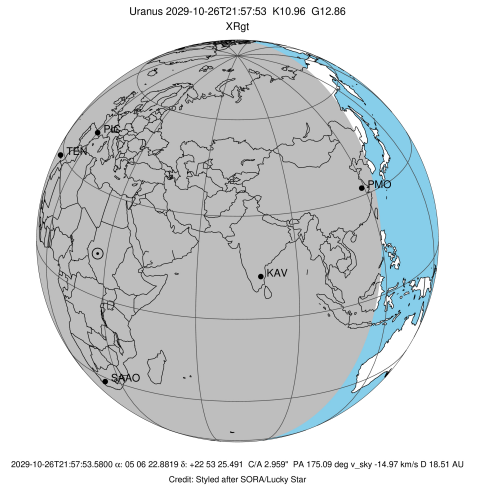 Uranus 2029-10-26T21:57:53 K10.96 G12.86
XRgt
PIC
TEN
PMO
KAV
SAAO
2029-10-26T21:57:53.5800 α: 05 06 22.8819 δ: +22 53 25.491 C/A 2.959" PA 175.09 deg v_sky -14.97 km/s D 18.51 AU
Credit: Styled after SORA/Lucky Star